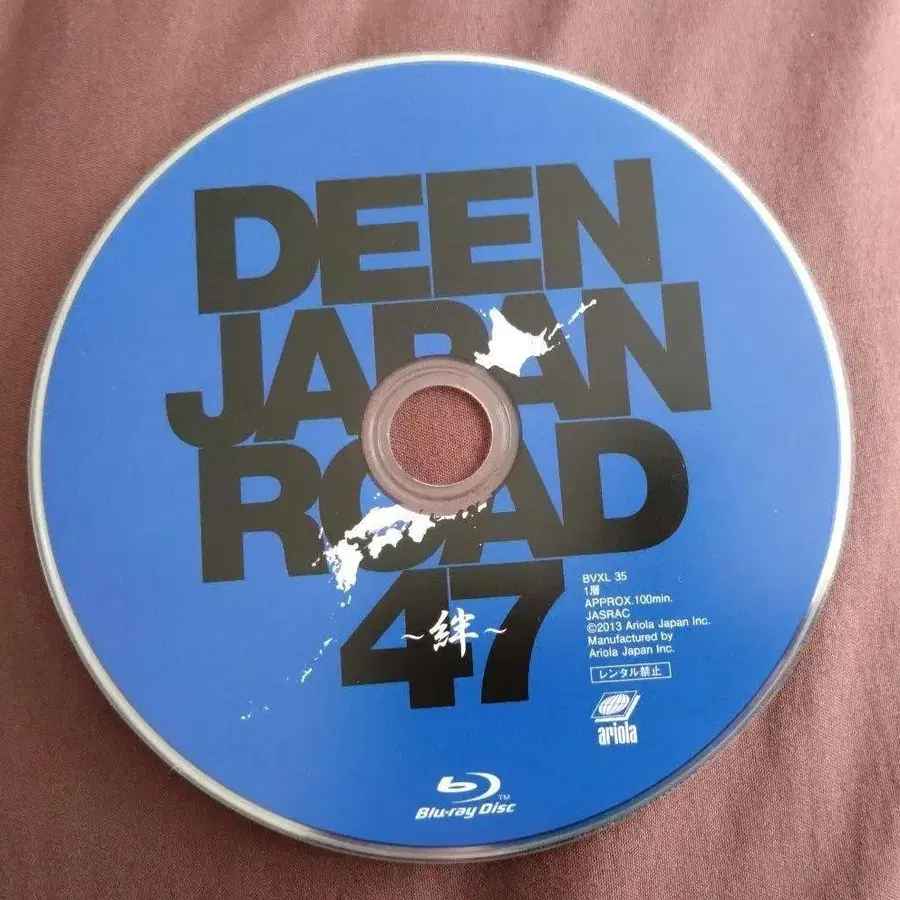 DEEN
JAPAN
ROAD
47
~絆~
BVXL 35
1層
APPROX.100min.
JASRAC
©2013 Ariola Japan Inc.
Manufactured by
Ariola Japan Inc.
レンタル禁止
ariola
Blu-ray Disc™